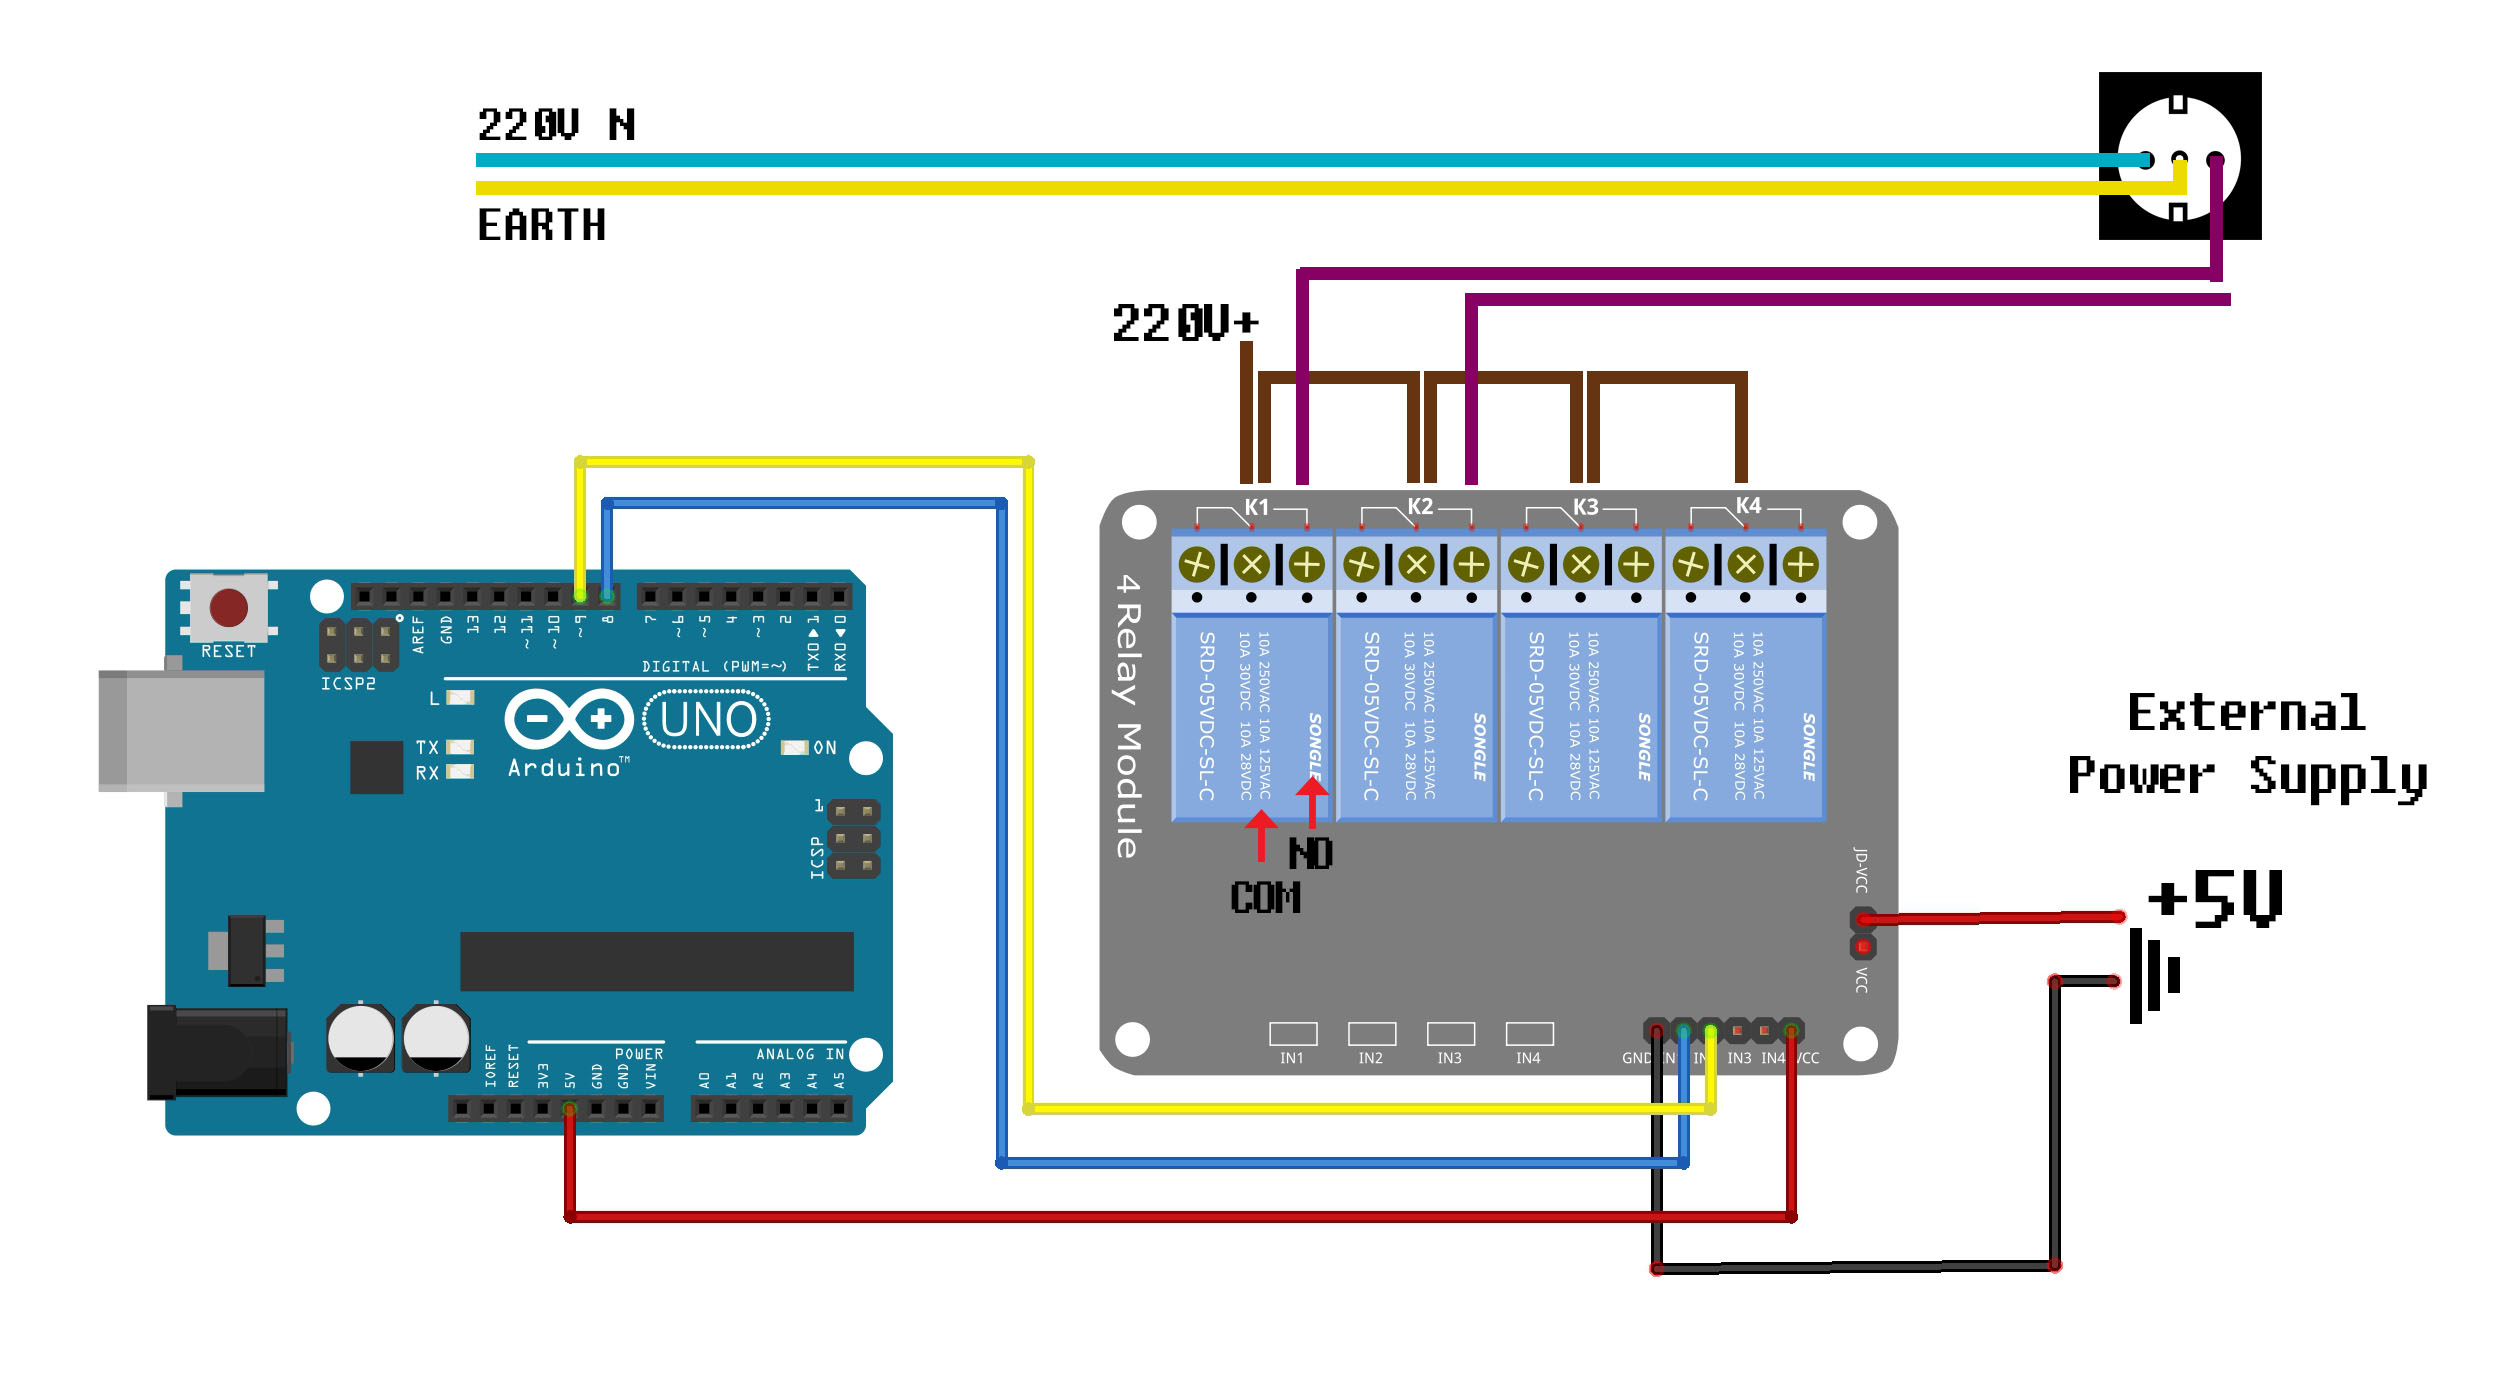 220V N
EARTH
220V+
K1
K2
K3
K4
4 Relay Module
SRD-05VDC-SL-C
10A 30VDC 10A 28VDC
10A 250VAC 10A 125VAC
SONGLE
SRD-05VDC-SL-C
10A 30VDC 10A 28VDC
10A 250VAC 10A 125VAC
SONGLE
SRD-05VDC-SL-C
10A 30VDC 10A 28VDC
10A 250VAC 10A 125VAC
SONGLE
SRD-05VDC-SL-C
10A 30VDC 10A 28VDC
10A 250VAC 10A 125VAC
SONGLE
NO
COM
JD-VCC
VCC
IN1
IN2
IN3
IN4
GND
IN3
IN4
VCC
External
Power Supply
+5V
RESET
ICSP2
AREF
GND
13
12
~11
~10
~9
8
7
~6
~5
4
~3
2
TX0 1
RX0 0
DIGITAL (PWM=~)
L
TX
RX
Arduino™
UNO
ON
1
ICSP
POWER
ANALOG IN
IOREF
RESET
3V3
5V
GND
GND
VIN
A0
A1
A2
A3
A4
A5